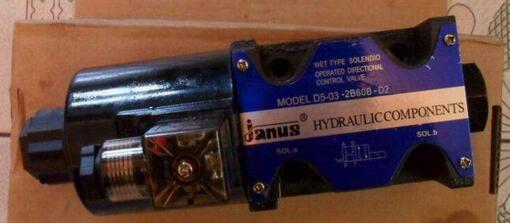 WET TYPE SOLENDIO
OPERATED DIRECTIONAL
CONTROL VALVE
MODEL D5-03-2B60B-D2
Janus® HYDRAULIC COMPONENTS
SOL.a
SOL.b